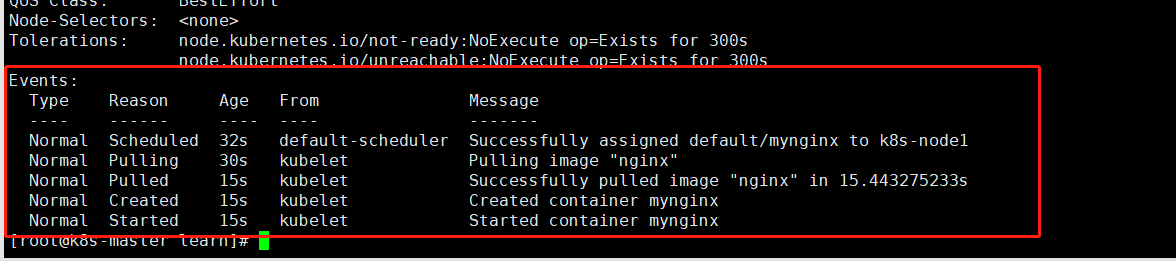 QoS Class:       BestEffort
Node-Selectors:  <none>
Tolerations:     node.kubernetes.io/not-ready:NoExecute op=Exists for 300s
                 node.kubernetes.io/unreachable:NoExecute op=Exists for 300s
Events:
  Type    Reason     Age   From               Message
  ----    ------     ----  ----               -------
  Normal  Scheduled  32s   default-scheduler  Successfully assigned default/mynginx to k8s-node1
  Normal  Pulling    30s   kubelet            Pulling image "nginx"
  Normal  Pulled     15s   kubelet            Successfully pulled image "nginx" in 15.443275233s
  Normal  Created    15s   kubelet            Created container mynginx
  Normal  Started    15s   kubelet            Started container mynginx
[root@k8s-master learn]#